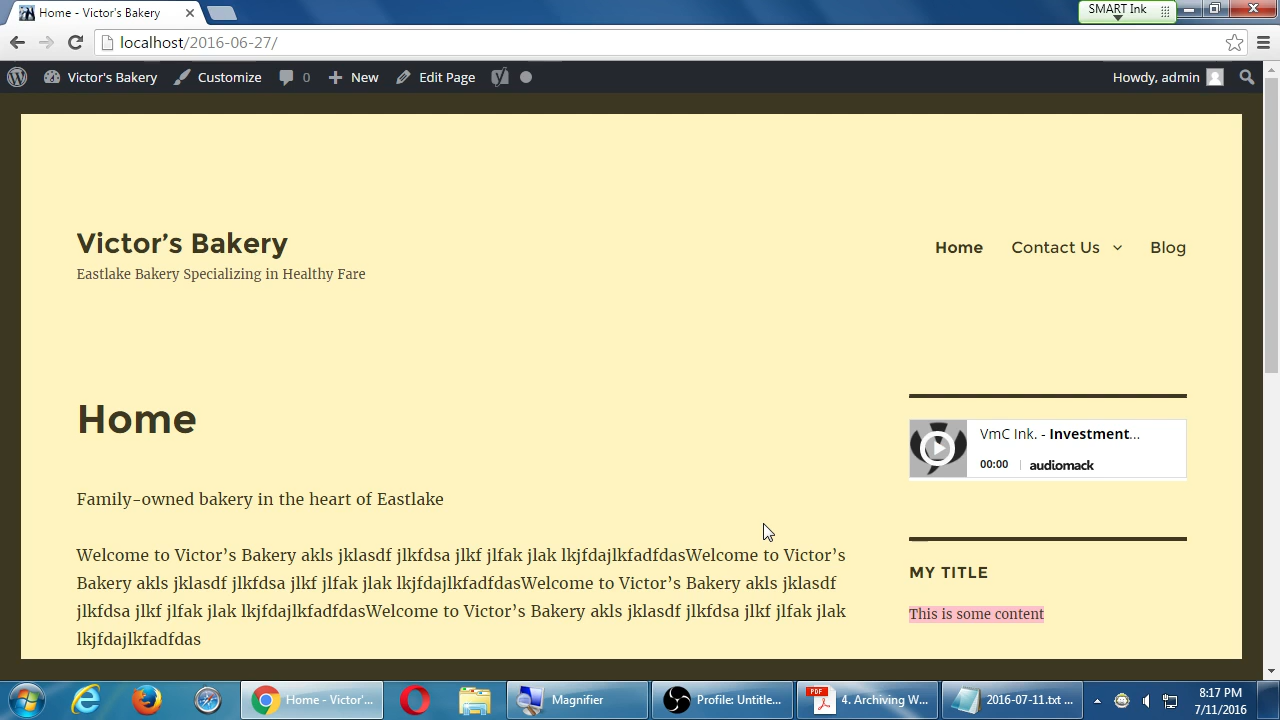 Home - Victor's Bakery
SMART Ink
localhost/2016-06-27/
Victor's Bakery Customize 0 New Edit Page Howdy, admin
Victor's Bakery
Eastlake Bakery Specializing in Healthy Fare
Home Contact Us Blog
Home
VmC Ink. - Investment...
00:00 audiomack
Family-owned bakery in the heart of Eastlake
Welcome to Victor's Bakery akls jklasdf jlkfdsa jlkf jlfak jlak lkjfdajlkfadfdasWelcome to Victor's
Bakery akls jklasdf jlkfdsa jlkf jlfak jlak lkjfdajlkfadfdasWelcome to Victor's Bakery akls jklasdf
jlkfdsa jlkf jlfak jlak lkjfdajlkfadfdasWelcome to Victor's Bakery akls jklasdf jlkfdsa jlkf jlfak jlak
lkjfdajlkfadfdas
MY TITLE
This is some content
Home - Victor'... Magnifier Profile: Untitle... PDF 4. Archiving W... 2016-07-11.txt ... 8:17 PM
7/11/2016